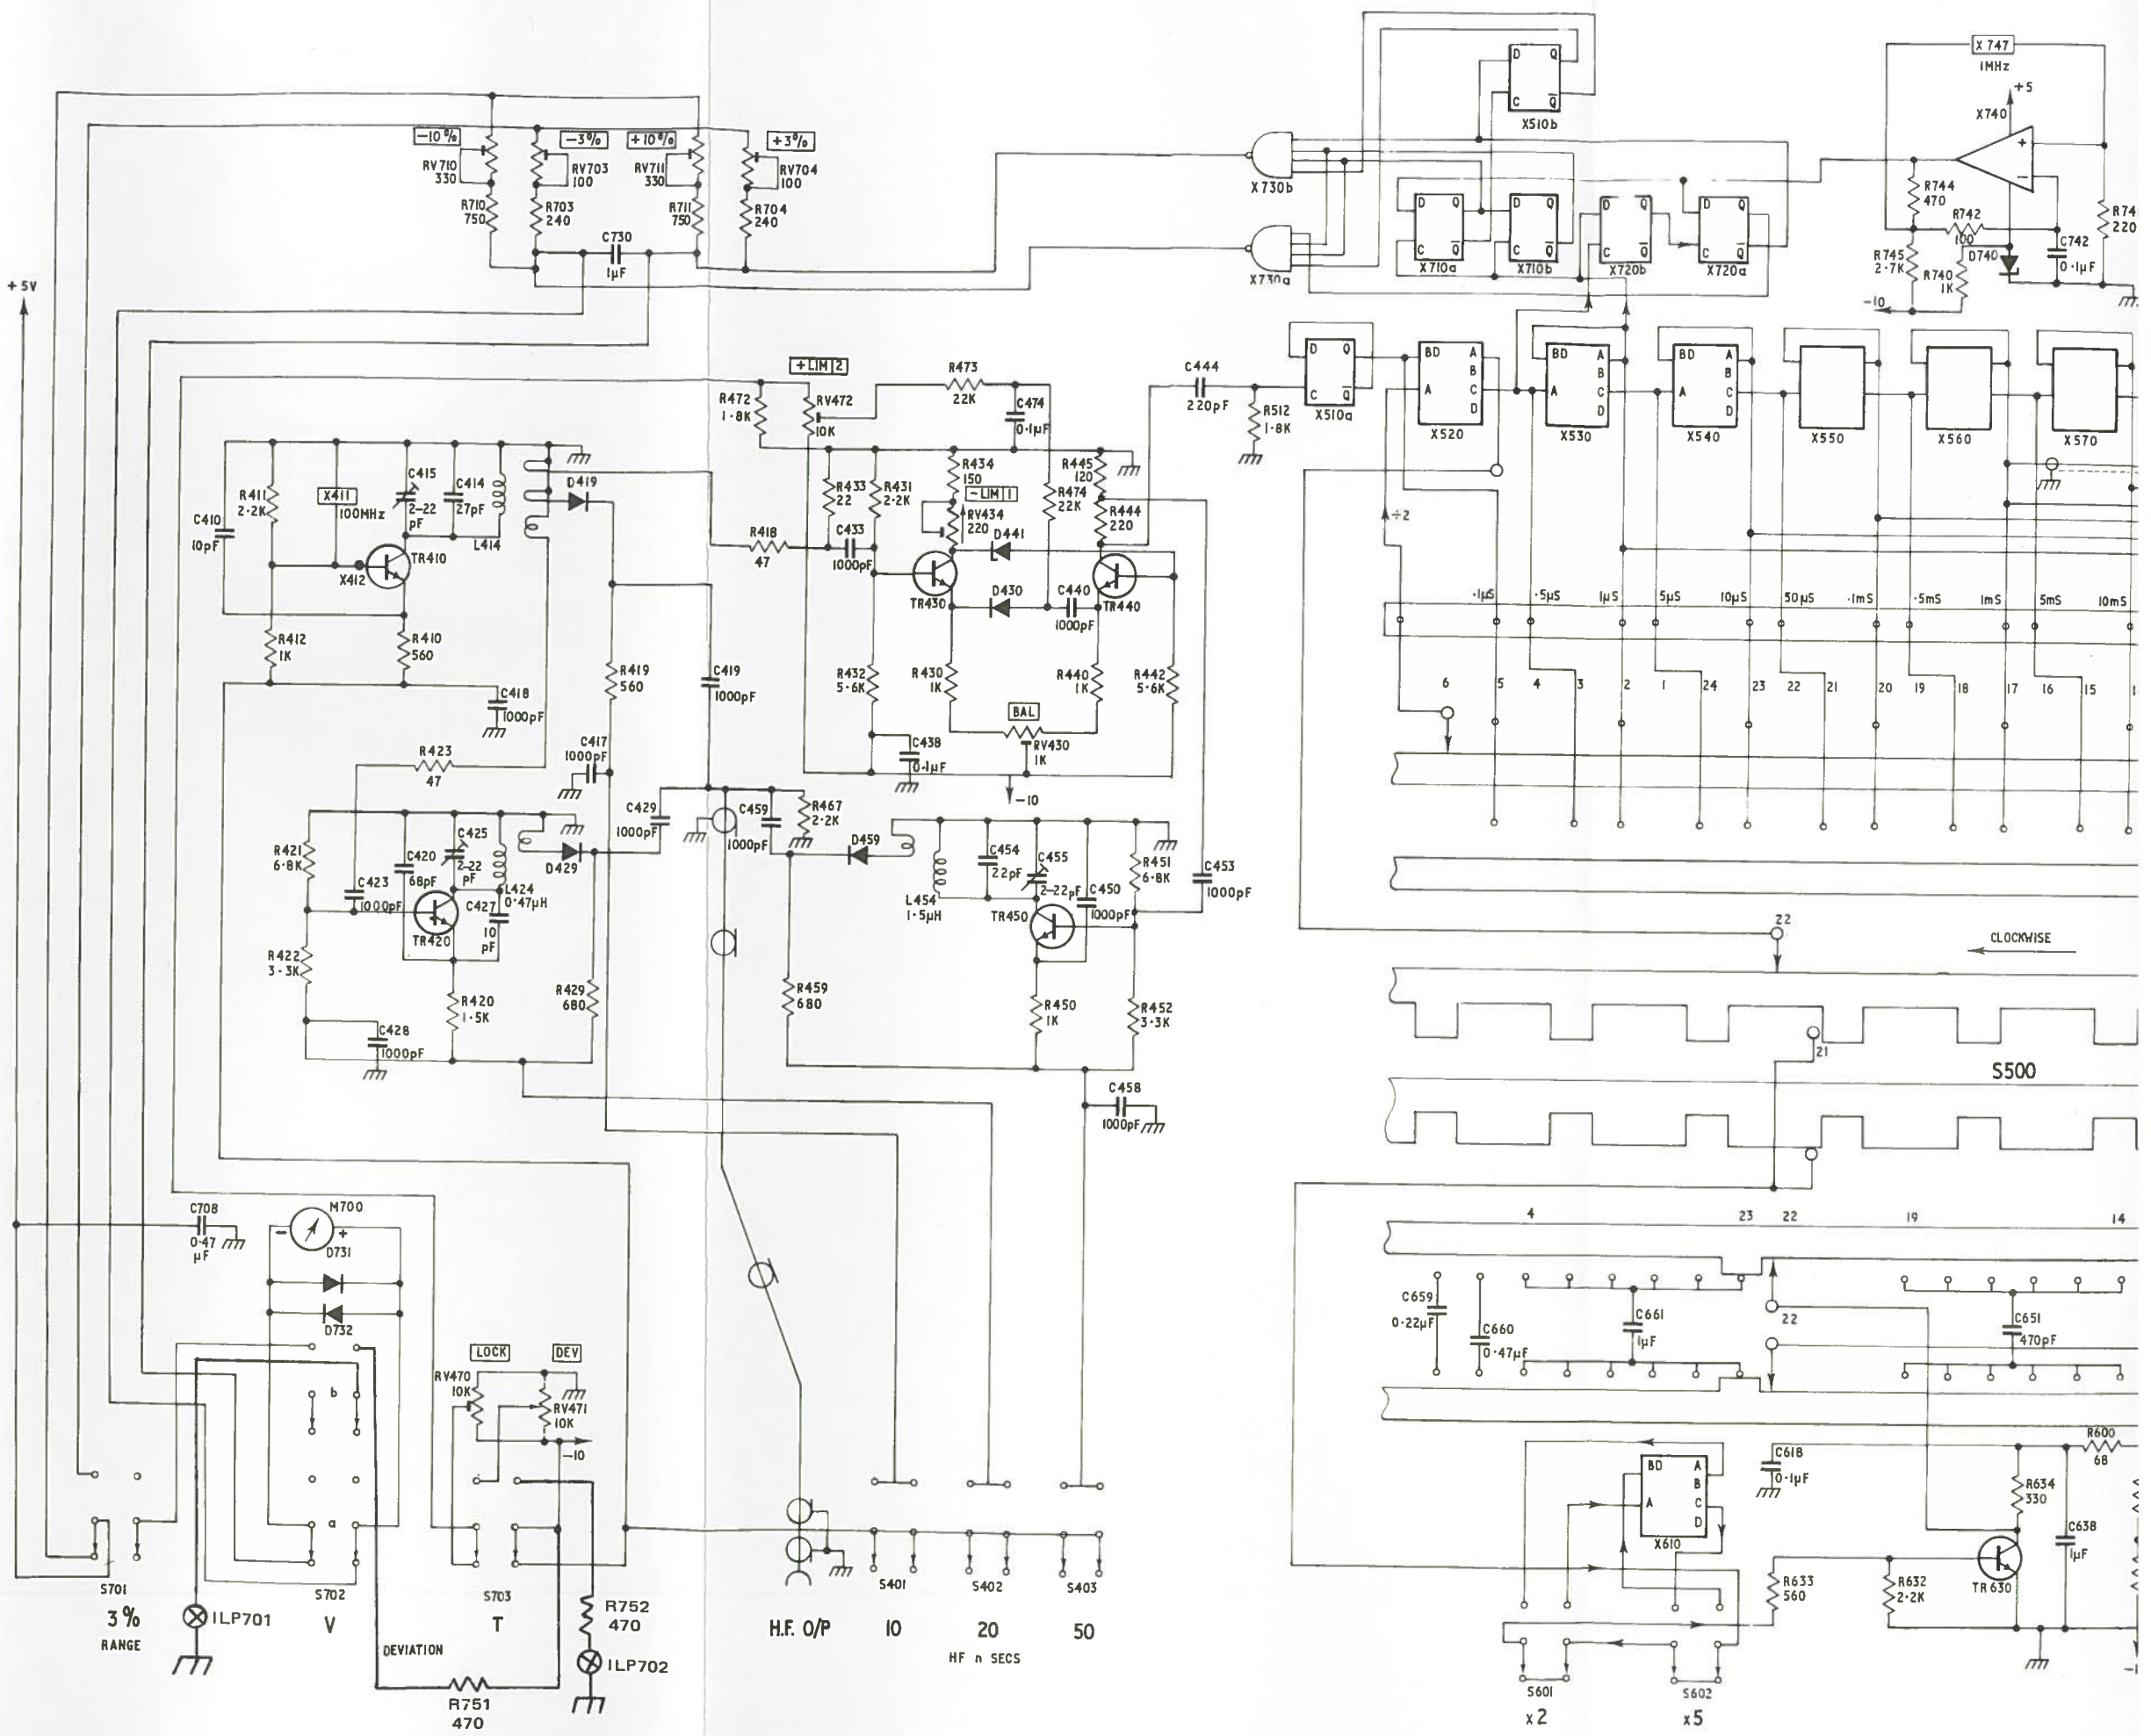 X747
1MHz
+5
X740
D Q
C Q
X510b
-10%
-3%
+10%
+3%
RV710
330
RV703
100
RV711
330
RV704
100
R710
750
R703
240
R711
750
R704
240
C730
1µF
X730b
X730a
D Q
C Q
X710a
D Q
C Q
X710b
D Q
C Q
X720b
D Q
C Q
X720a
+
−
R744
470
R742
100
R745
2·7K
R740
1K
D740
C742
0·1µF
R74
220
-10
+5V
+LIM 2
R473
22K
R472
1·8K
RV472
10K
C474
0·1µF
C444
220pF
R512
1·8K
D Q
C Q
X510a
BD A
B
A C
D
X520
BD A
B
A C
D
X530
BD A
B
A C
D
X540
X550
X560
X570
÷2
C410
10pF
R411
2·2K
X411
100MHz
C415
2-22
pF
C414
27pF
L414
D419
X412
TR410
R412
1K
R410
560
C418
1000pF
R418
47
R433
22
R431
2·2K
C433
1000pF
R434
150
-LIM 1
RV434
220
D441
R445
120
R474
22K
R444
220
TR430
D430
C440
1000pF
TR440
R419
560
C419
1000pF
R432
5·6K
R430
1K
R440
1K
R442
5·6K
BAL
RV430
1K
C438
0·1µF
-10
·1µS ·5µS 1µS 5µS 10µS 50µS ·1mS ·5mS 1mS 5mS 10mS
6 5 4 3 2 1 24 23 22 21 20 19 18 17 16 15
R423
47
C417
1000pF
C429
1000pF
C459
1000pF
R467
2·2K
D459
R421
6·8K
C420
68pF
C425
2-22
pF
D429
C423
1000pF
L424
0·47µH
C427
10
pF
TR420
R422
3·3K
R420
1·5K
R429
680
C428
1000pF
L454
1·5µH
C454
22pF
C455
2-22pF
C450
1000pF
R451
6·8K
C453
1000pF
TR450
R459
680
R450
1K
R452
3·3K
C458
1000pF
22
CLOCKWISE
21
S500
4 23 22 19 14
C708
0·47
µF
M700
− +
D731
D732
b
a
LOCK
DEV
RV470
10K
RV471
10K
-10
C659
0·22µF
C660
0·47µF
C661
1µF
22
C651
470pF
BD A
B
A C
D
X610
C618
0·1µF
R600
68
R634
330
C638
1µF
TR630
R633
560
R632
2·2K
S701
3%
RANGE
ILP701
S702
V
S703
T
DEVIATION
R751
470
R752
470
ILP702
H.F. O/P
S401
10
S402
20
S403
50
HF n SECS
S601
x2
S602
x5